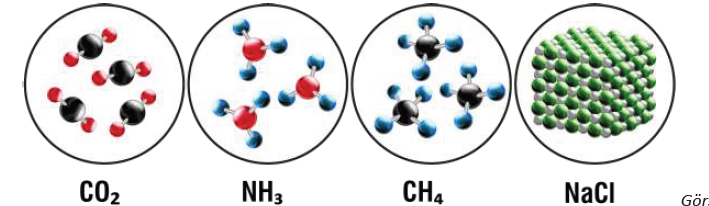 CO₂ NH₃ CH₄ NaCl
Gör.